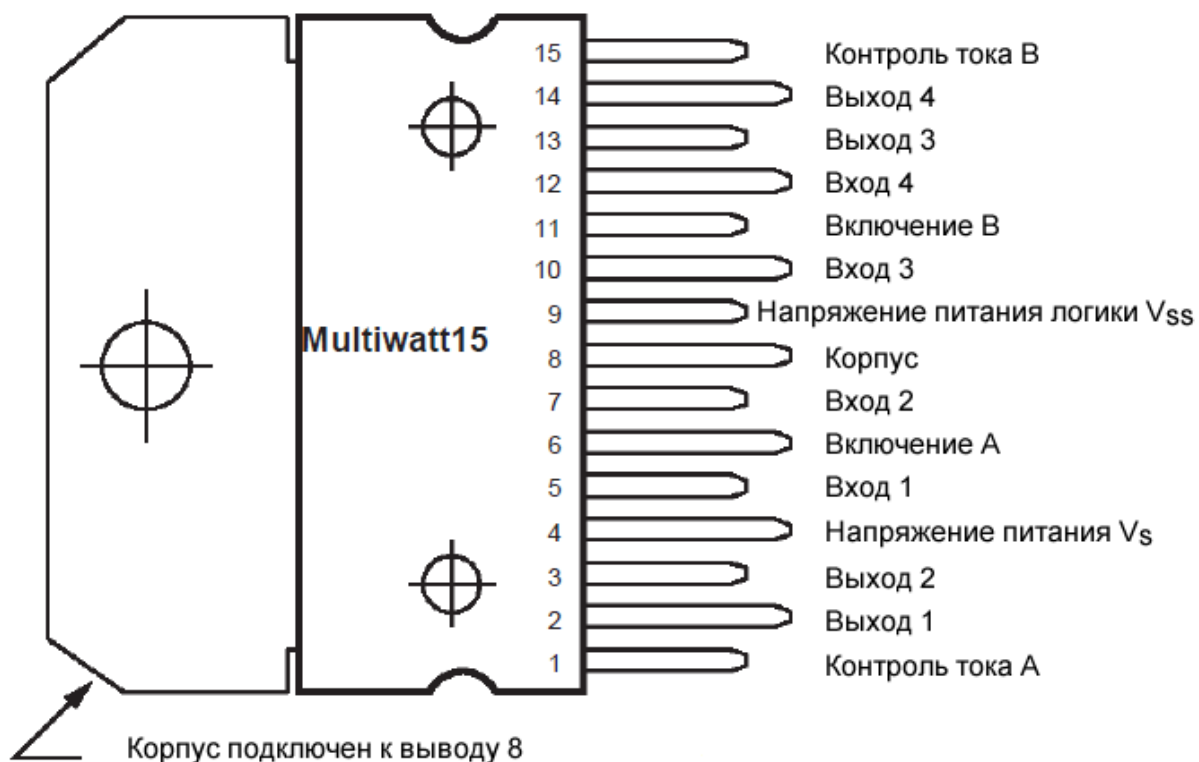 15 Контроль тока B
14 Выход 4
13 Выход 3
12 Вход 4
11 Включение B
10 Вход 3
9 Напряжение питания логики VSS
Multiwatt15
8 Корпус
7 Вход 2
6 Включение A
5 Вход 1
4 Напряжение питания VS
3 Выход 2
2 Выход 1
1 Контроль тока A
Корпус подключен к выводу 8